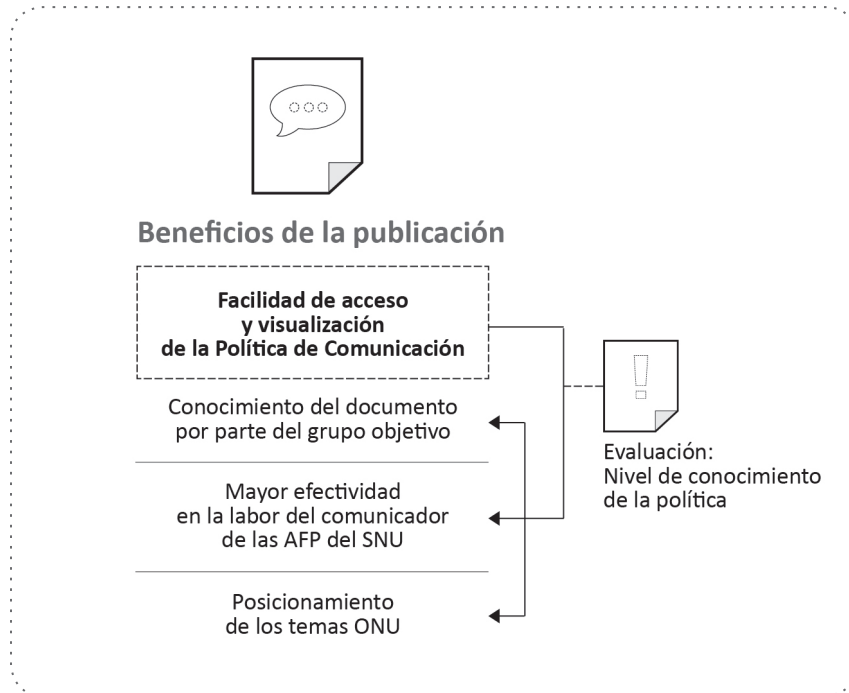 Beneficios de la publicación
Facilidad de acceso
y visualización
de la Política de Comunicación
Conocimiento del documento
por parte del grupo objetivo
Mayor efectividad
en la labor del comunicador
de las AFP del SNU
Posicionamiento
de los temas ONU
Evaluación:
Nivel de conocimiento
de la política